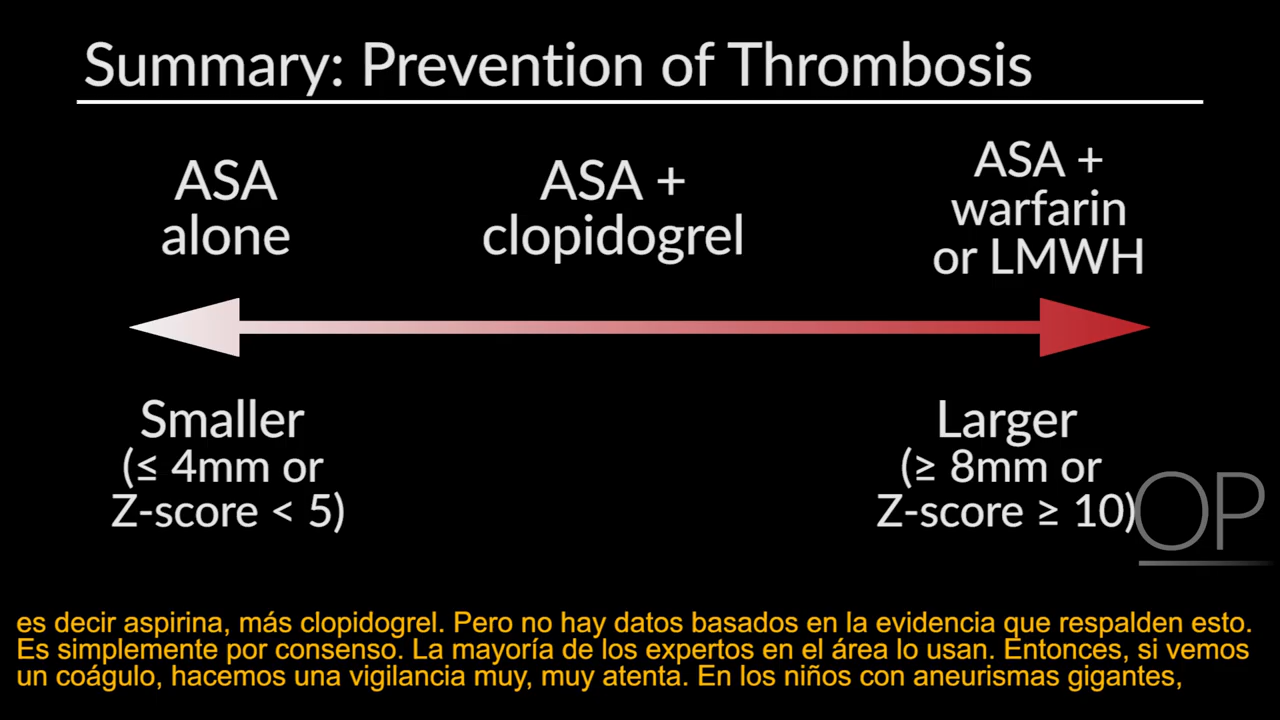 Summary: Prevention of Thrombosis
ASA
alone
ASA +
clopidogrel
ASA +
warfarin
or LMWH
Smaller
(≤ 4mm or
Z-score < 5)
Larger
(≥ 8mm or
Z-score ≥ 10)
OP
es decir aspirina, más clopidogrel. Pero no hay datos basados en la evidencia que respalden esto.
Es simplemente por consenso. La mayoría de los expertos en el área lo usan. Entonces, si vemos
un coágulo, hacemos una vigilancia muy, muy atenta. En los niños con aneurismas gigantes,